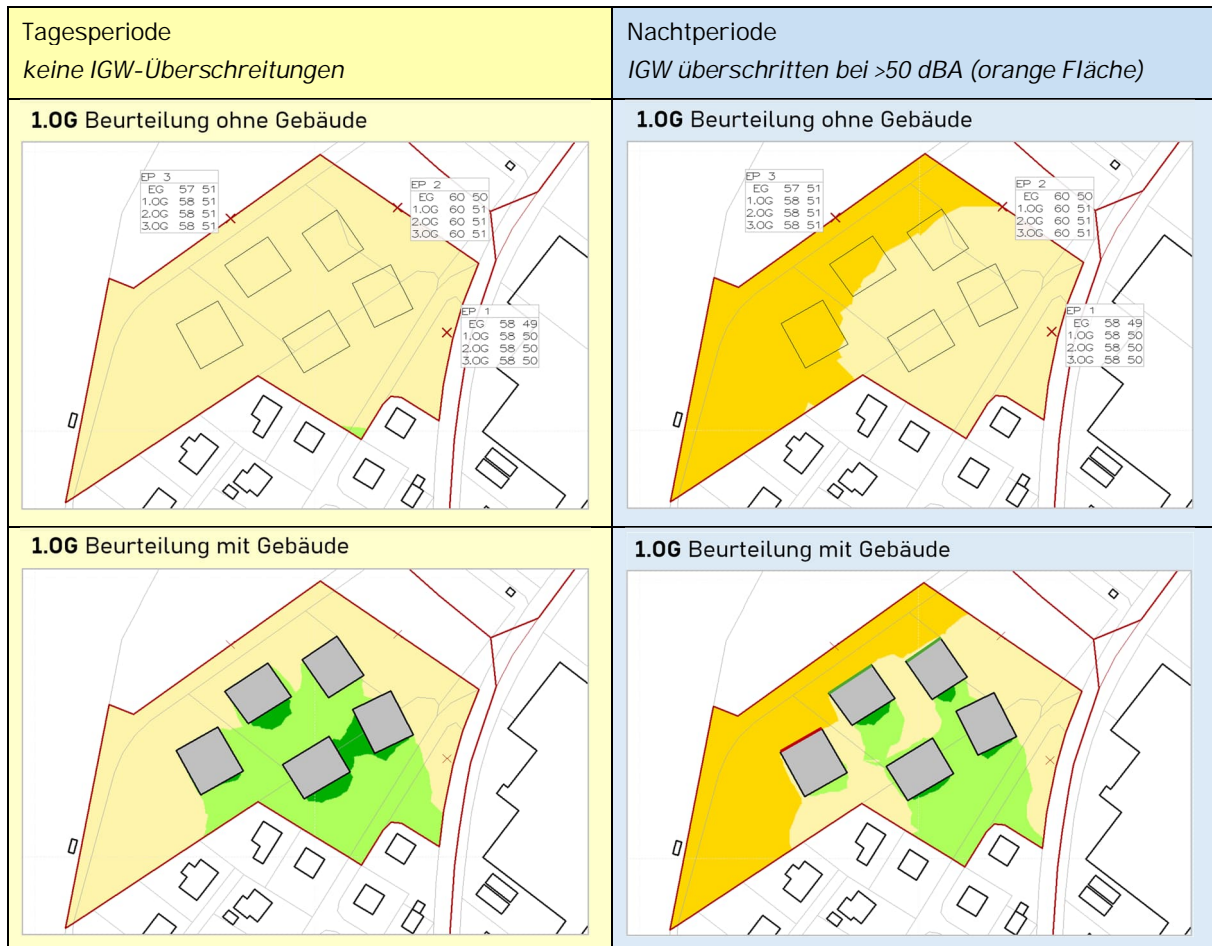 Tagesperiode
keine IGW-Überschreitungen
Nachtperiode
IGW überschritten bei >50 dBA (orange Fläche)
1.OG Beurteilung ohne Gebäude
EP 3
EG 57 51
1.OG 58 51
2.OG 58 51
3.OG 58 51
EP 2
EG 60 50
1.OG 60 51
2.OG 60 51
3.OG 60 51
EP 1
EG 58 49
1.OG 58 50
2.OG 58 50
3.OG 58 50
1.OG Beurteilung ohne Gebäude
EP 3
EG 57 51
1.OG 58 51
2.OG 58 51
3.OG 58 51
EP 2
EG 60 50
1.OG 60 51
2.OG 60 51
3.OG 60 51
EP 1
EG 58 49
1.OG 58 50
2.OG 58 50
3.OG 58 50
1.OG Beurteilung mit Gebäude
1.OG Beurteilung mit Gebäude